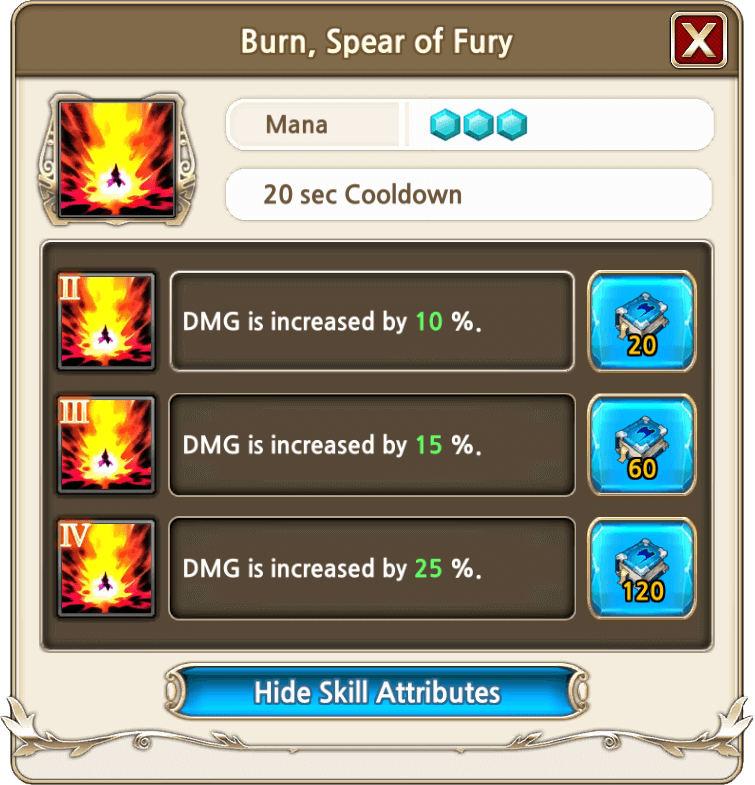 Burn, Spear of Fury
X
Mana
20 sec Cooldown
II
DMG is increased by 10 %.
20
III
DMG is increased by 15 %.
60
IV
DMG is increased by 25 %.
120
Hide Skill Attributes